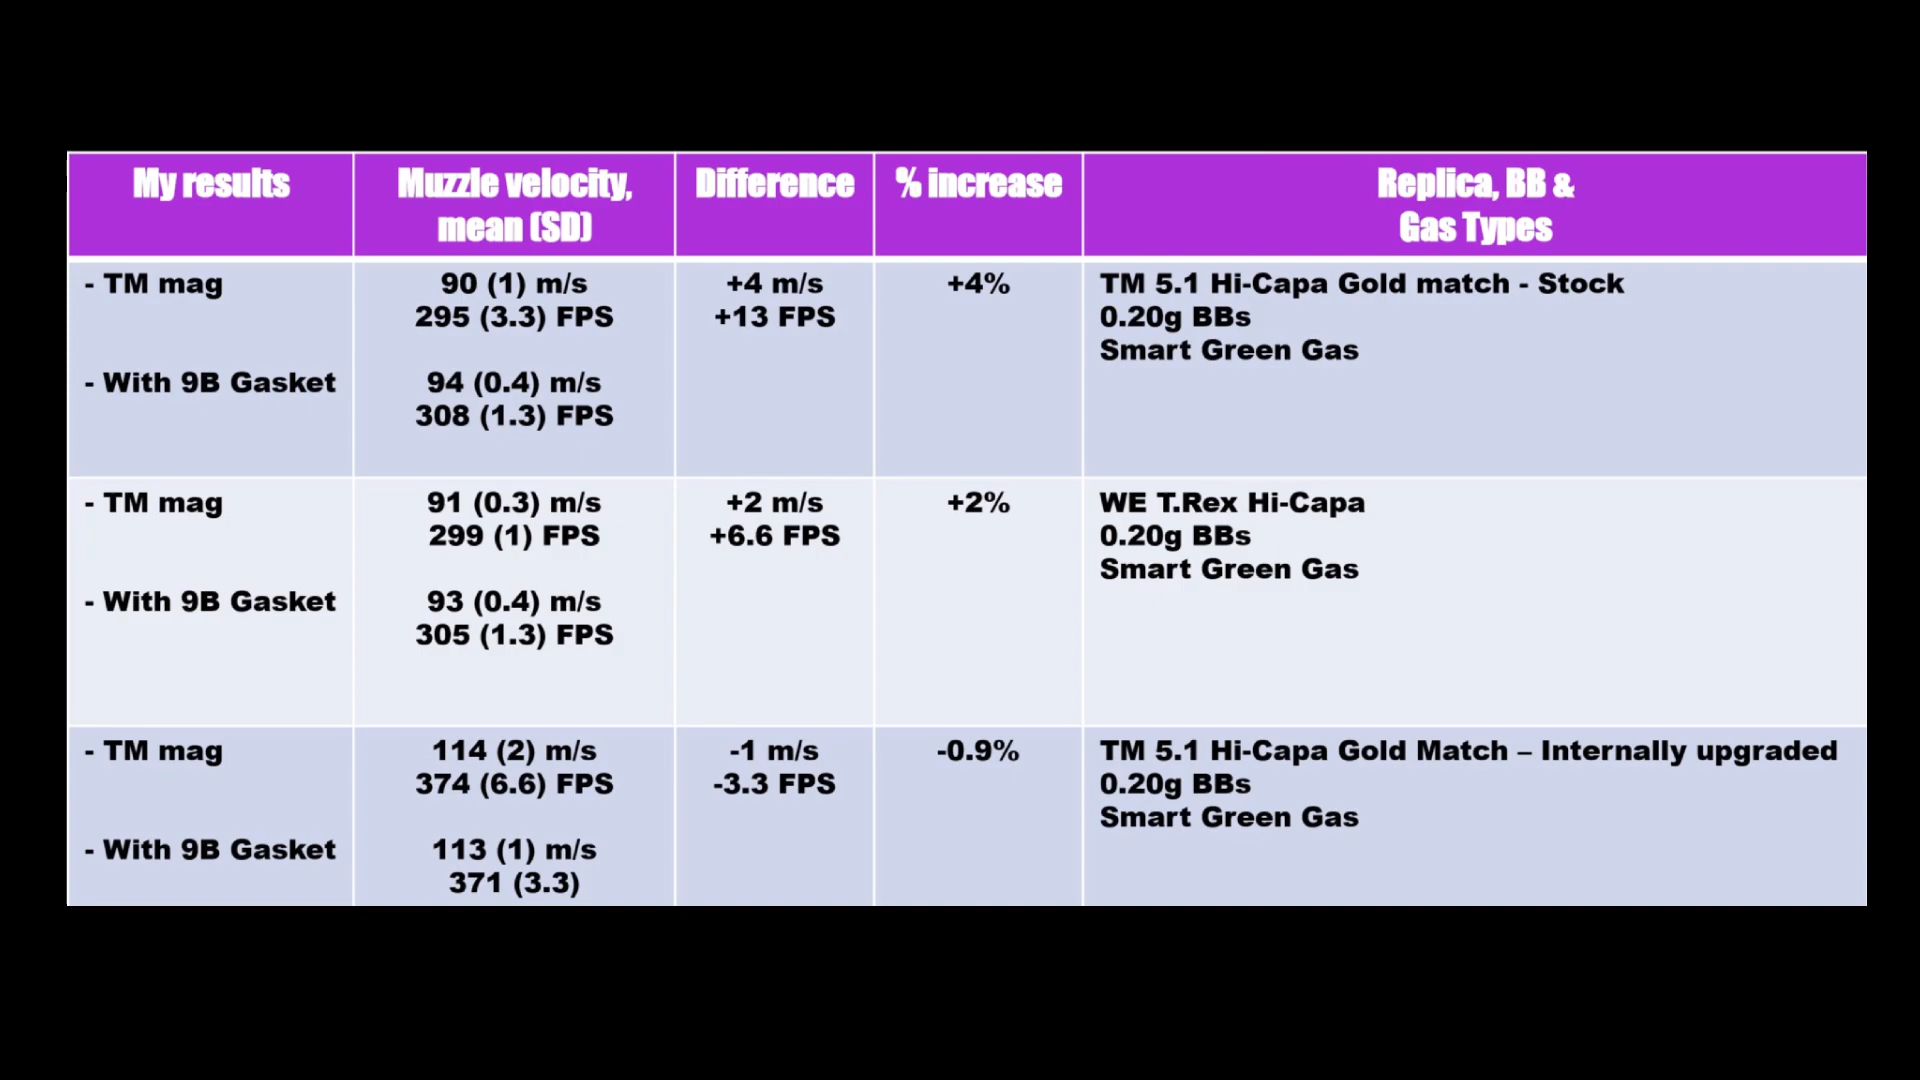 My results
Muzzle velocity,
mean (SD)
Difference
% increase
Replica, BB &
Gas Types
- TM mag
90 (1) m/s
295 (3.3) FPS
+4 m/s
+13 FPS
+4%
TM 5.1 Hi-Capa Gold match - Stock
0.20g BBs
Smart Green Gas
- With 9B Gasket
94 (0.4) m/s
308 (1.3) FPS
- TM mag
91 (0.3) m/s
299 (1) FPS
+2 m/s
+6.6 FPS
+2%
WE T.Rex Hi-Capa
0.20g BBs
Smart Green Gas
- With 9B Gasket
93 (0.4) m/s
305 (1.3) FPS
- TM mag
114 (2) m/s
374 (6.6) FPS
-1 m/s
-3.3 FPS
-0.9%
TM 5.1 Hi-Capa Gold Match – Internally upgraded
0.20g BBs
Smart Green Gas
- With 9B Gasket
113 (1) m/s
371 (3.3)